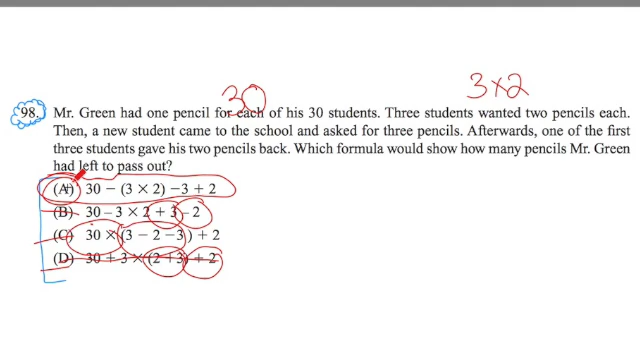 30
3×2
98. Mr. Green had one pencil for each of his 30 students. Three students wanted two pencils each.
Then, a new student came to the school and asked for three pencils. Afterwards, one of the first
three students gave his two pencils back. Which formula would show how many pencils Mr. Green
had left to pass out?
(A) 30 − (3 × 2) −3 + 2
(B) 30 – 3 × 2 + 3 – 2
(C) 30 × (3 − 2 − 3) + 2
(D) 30 + 3 × (2 + 3) + 2